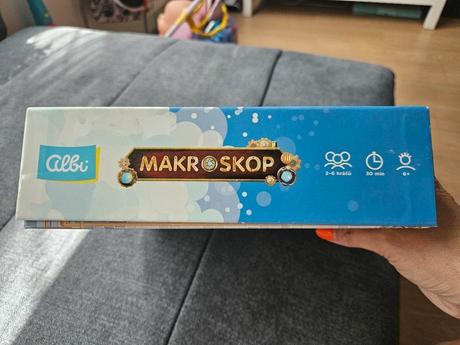 albi
MAKROSKOP
2-6 hráčů
30 min
6+